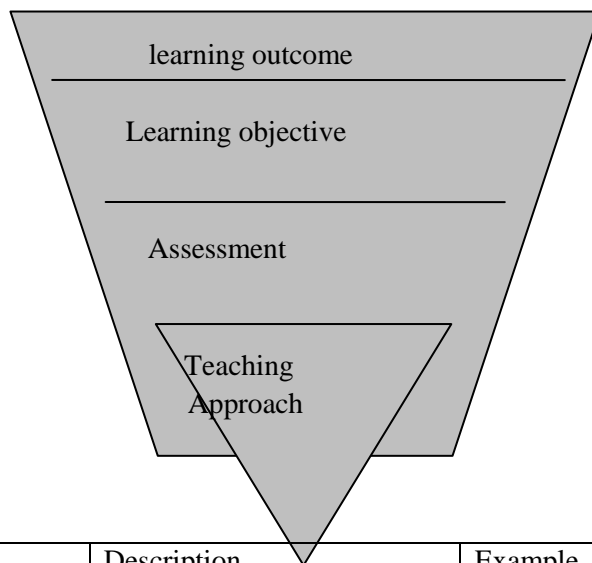 learning outcome
Learning objective
Assessment
Teaching
Approach
Description Example